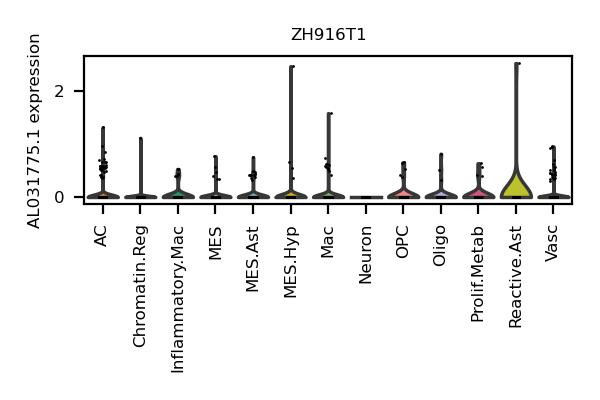 ZH916T1
AL031775.1 expression
2
0
AC
Chromatin.Reg
Inflammatory.Mac
MES
MES.Ast
MES.Hyp
Mac
Neuron
OPC
Oligo
Prolif.Metab
Reactive.Ast
Vasc